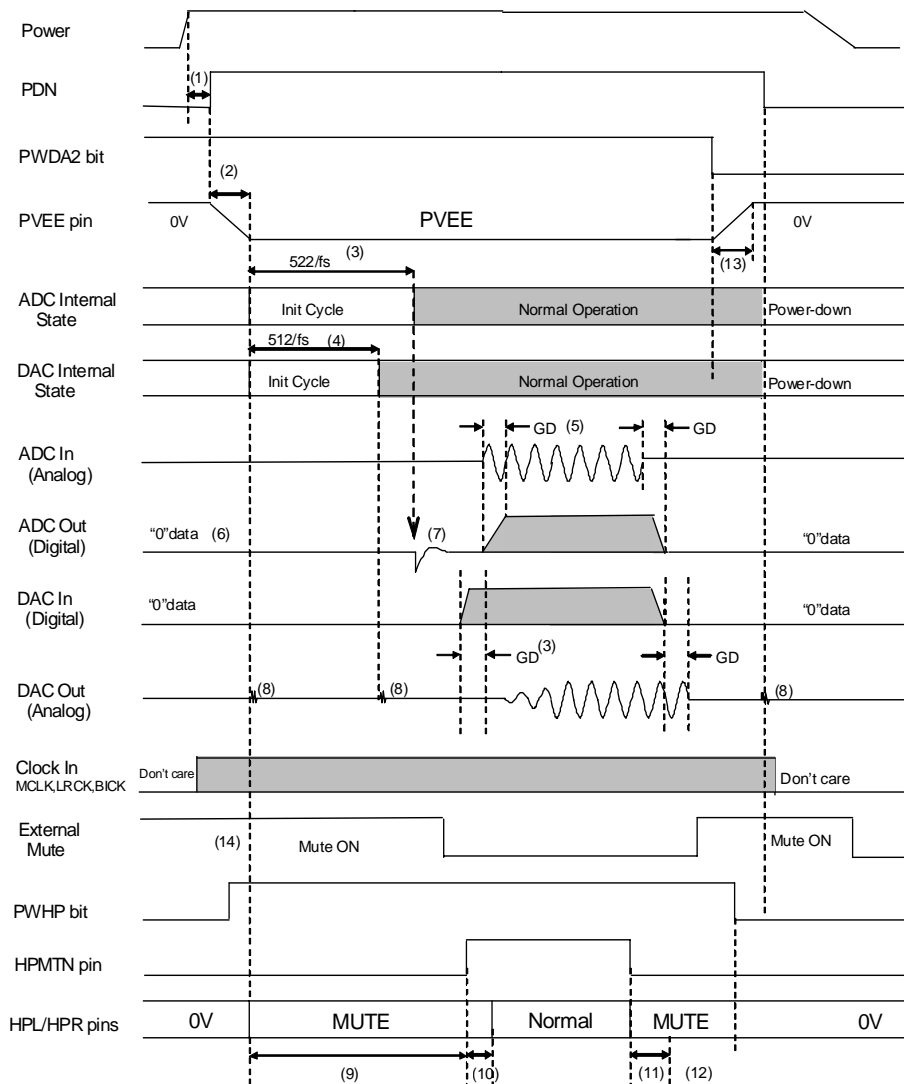 Power
(1)
PDN
PWDA2 bit
(2)
PVEE pin
0V
PVEE
0V
(3)
(13)
522/fs
ADC Internal
State
Init Cycle
Normal Operation
Power-down
512/fs (4)
DAC Internal
State
Init Cycle
Normal Operation
Power-down
GD (5)
GD
ADC In
(Analog)
ADC Out
(Digital)
“0”data (6)
(7)
“0”data
DAC In
(Digital)
“0”data
“0”data
GD (3)
GD
DAC Out
(Analog)
(8)
(8)
(8)
Clock In
MCLK,LRCK,BICK
Don’t care
Don’t care
External
Mute
(14)
Mute ON
Mute ON
PWHP bit
HPMTN pin
HPL/HPR pins
0V
MUTE
Normal
MUTE
0V
(9)
(10)
(11)
(12)